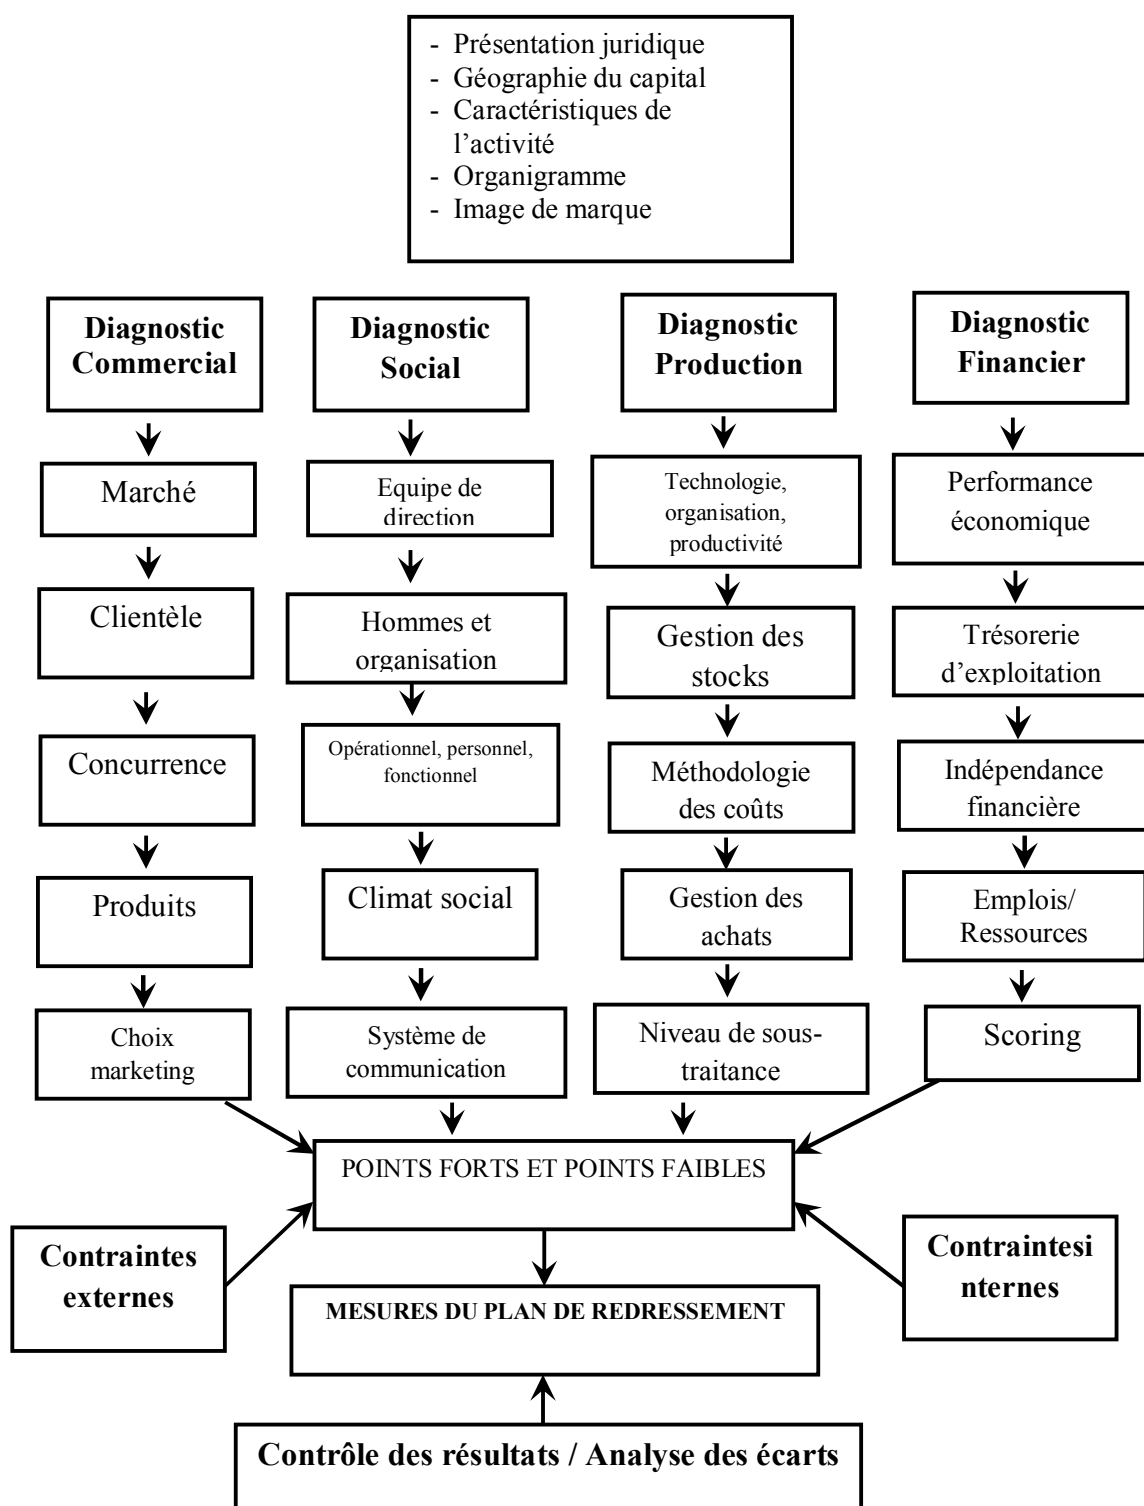 - Présentation juridique
- Géographie du capital
- Caractéristiques de
l’activité
- Organigramme
- Image de marque
Diagnostic
Commercial
Diagnostic
Social
Diagnostic
Production
Diagnostic
Financier
Marché
Equipe de
direction
Technologie,
organisation,
productivité
Performance
économique
Clientèle
Hommes et
organisation
Gestion des
stocks
Trésorerie
d’exploitation
Concurrence
Opérationnel, personnel,
fonctionnel
Méthodologie
des coûts
Indépendance
financière
Produits
Climat social
Gestion des
achats
Emplois/
Ressources
Choix
marketing
Système de
communication
Niveau de sous-
traitance
Scoring
POINTS FORTS ET POINTS FAIBLES
Contraintes
externes
Contraintesi
nternes
MESURES DU PLAN DE REDRESSEMENT
Contrôle des résultats / Analyse des écarts